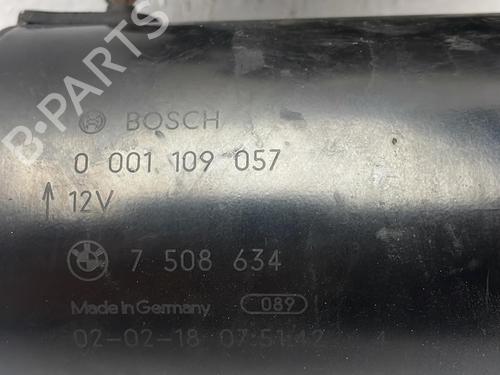 BOSCH
0 001 109 057
12V
7 508 634
Made in Germany 089
02-02-18 07:51:42 4
B-PARTS